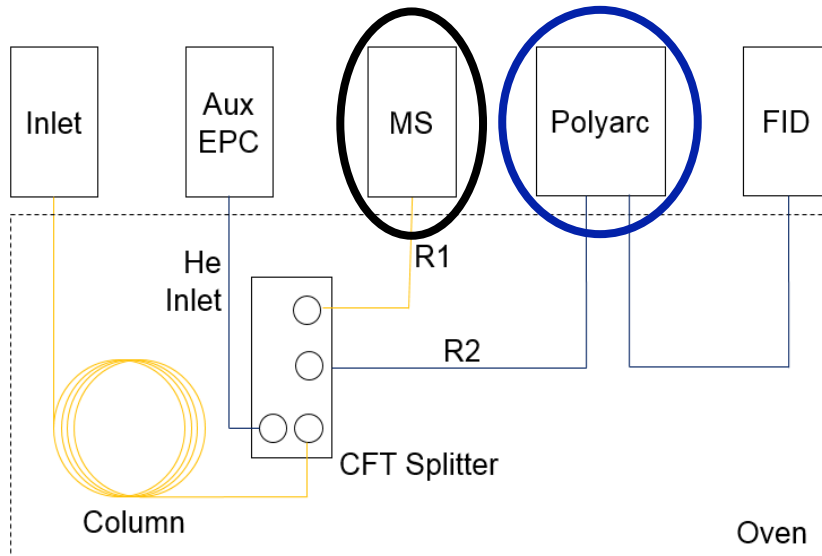 Inlet
Aux
EPC
MS
Polyarc
FID
He
Inlet
R1
R2
CFT Splitter
Column
Oven